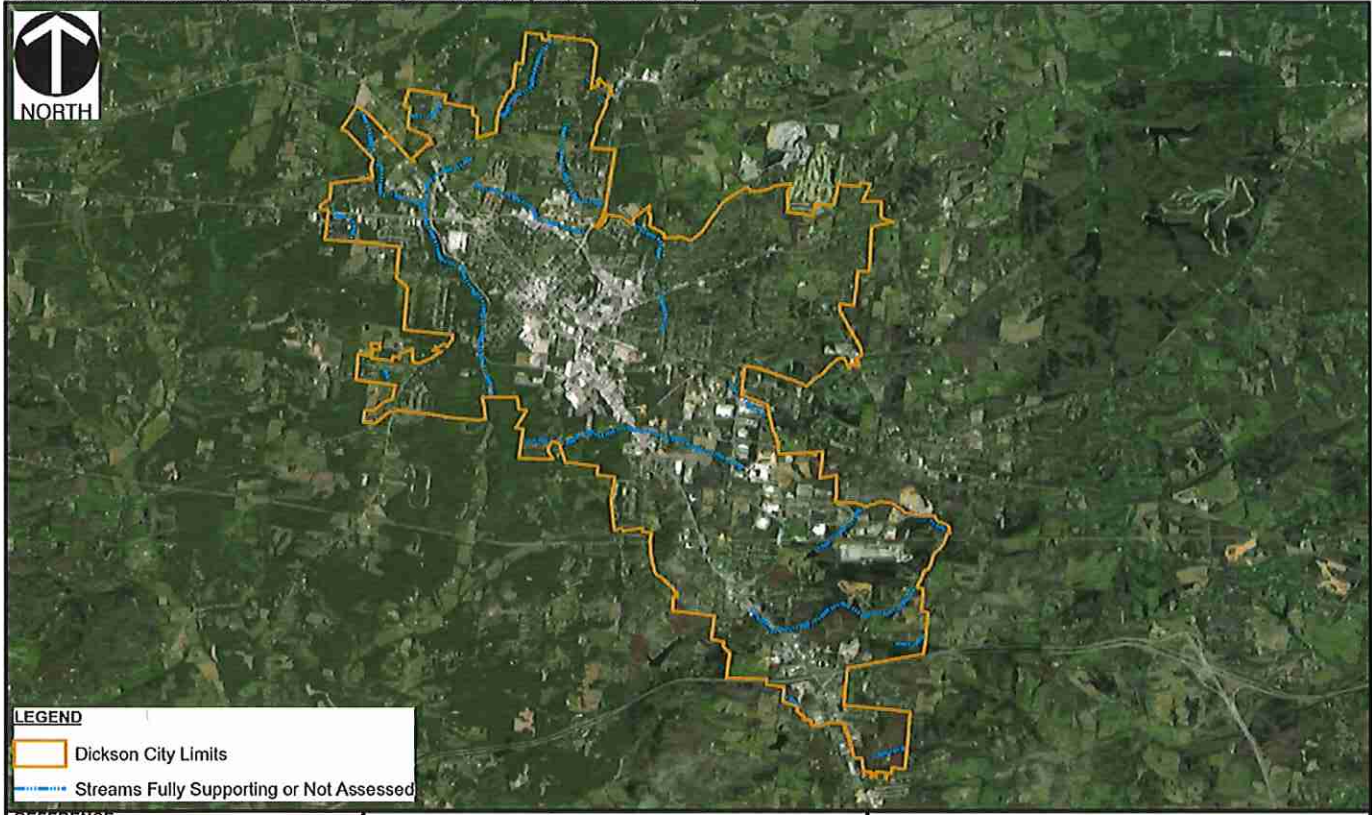 NORTH
LEGEND
Dickson City Limits
Streams Fully Supporting or Not Assessed